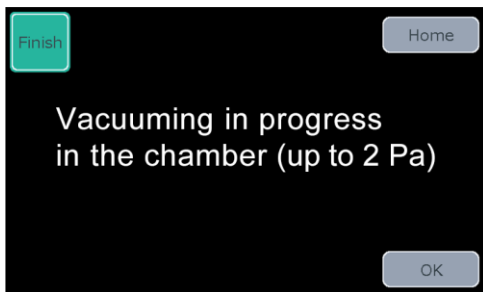 Finish
Home
Vacuuming in progress
in the chamber (up to 2 Pa)
OK